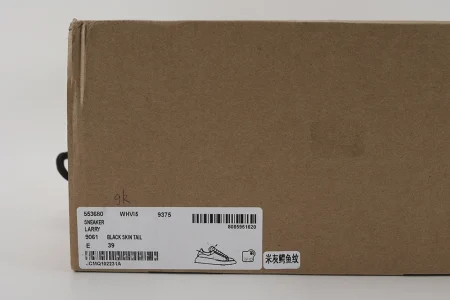 9k
553680 WHVI5 9375
SNEAKER
LARRY
9061 BLACK SKIN TAIL
E 39
米灰鳄鱼纹